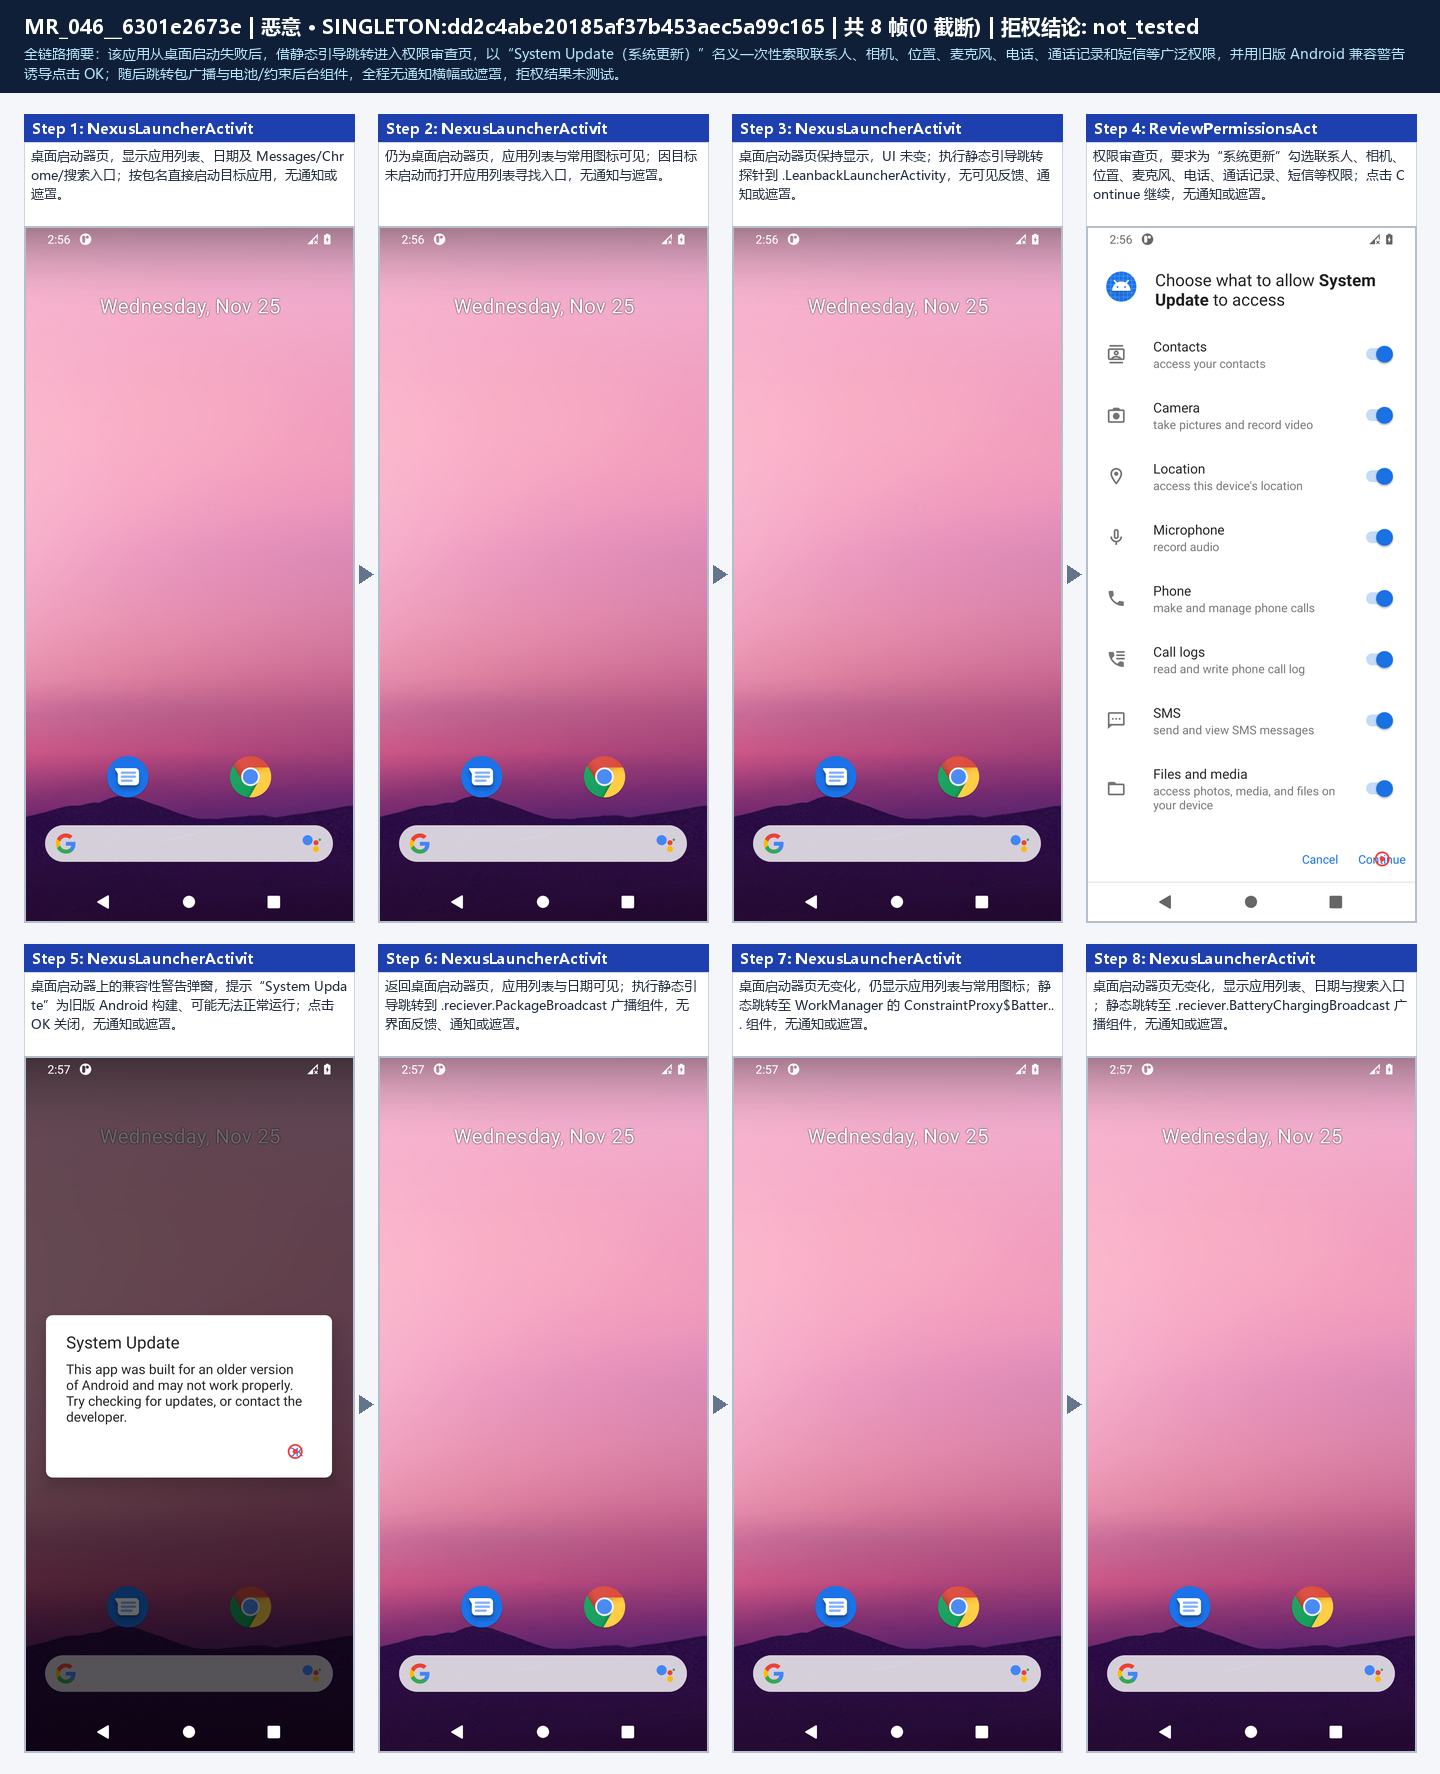 MR_046__6301e2673e | 恶意 • SINGLETON:dd2c4abe20185af37b453aec5a99c165 | 共 8 帧(0 截断) | 拒权结论: not_tested
全链路摘要：该应用从桌面启动失败后，借静态引导跳转进入权限审查页，以“System Update（系统更新）”名义一次性索取联系人、相机、位置、麦克风、电话、通话记录和短信等广泛权限，并用旧版 Android 兼容警告
诱导点击 OK；随后跳转包广播与电池/约束后台组件，全程无通知横幅或遮罩，拒权结果未测试。
Step 1: NexusLauncherActivit
桌面启动器页，显示应用列表、日期及 Messages/Chr
ome/搜索入口；按包名直接启动目标应用，无通知或
遮罩。
2:56
Wednesday, Nov 25
Step 2: NexusLauncherActivit
仍为桌面启动器页，应用列表与常用图标可见；因目标
未启动而打开应用列表寻找入口，无通知与遮罩。
2:56
Wednesday, Nov 25
Step 3: NexusLauncherActivit
桌面启动器页保持显示，UI 未变；执行静态引导跳转
探针到 .LeanbackLauncherActivity，无可见反馈、通
知或遮罩。
2:56
Wednesday, Nov 25
Step 4: ReviewPermissionsAct
权限审查页，要求为“系统更新”勾选联系人、相机、
位置、麦克风、电话、通话记录、短信等权限；点击 C
ontinue 继续，无通知或遮罩。
2:56
Choose what to allow System
Update to access
Contacts
access your contacts
Camera
take pictures and record video
Location
access this device's location
Microphone
record audio
Phone
make and manage phone calls
Call logs
read and write phone call log
SMS
send and view SMS messages
Files and media
access photos, media, and files on
your device
Cancel
Continue
Step 5: NexusLauncherActivit
桌面启动器上的兼容性警告弹窗，提示“System Upda
te”为旧版 Android 构建、可能无法正常运行；点击
OK 关闭，无通知或遮罩。
2:57
Wednesday, Nov 25
System Update
This app was built for an older version
of Android and may not work properly.
Try checking for updates, or contact the
developer.
OK
Step 6: NexusLauncherActivit
返回桌面启动器页，应用列表与日期可见；执行静态引
导跳转到 .reciever.PackageBroadcast 广播组件，无
界面反馈、通知或遮罩。
2:57
Wednesday, Nov 25
Step 7: NexusLauncherActivit
桌面启动器页无变化，仍显示应用列表与常用图标；静
态跳转至 WorkManager 的 ConstraintProxy$Batter..
. 组件，无通知或遮罩。
2:57
Wednesday, Nov 25
Step 8: NexusLauncherActivit
桌面启动器页无变化，显示应用列表、日期与搜索入口
；静态跳转至 .reciever.BatteryChargingBroadcast 广
播组件，无通知或遮罩。
2:57
Wednesday, Nov 25